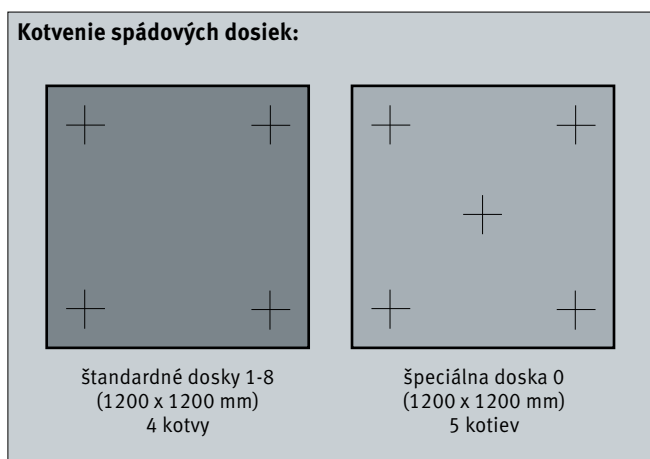 Kotvenie spádových dosiek:
štandardné dosky 1-8
(1200 x 1200 mm)
4 kotvy
špeciálna doska 0
(1200 x 1200 mm)
5 kotiev